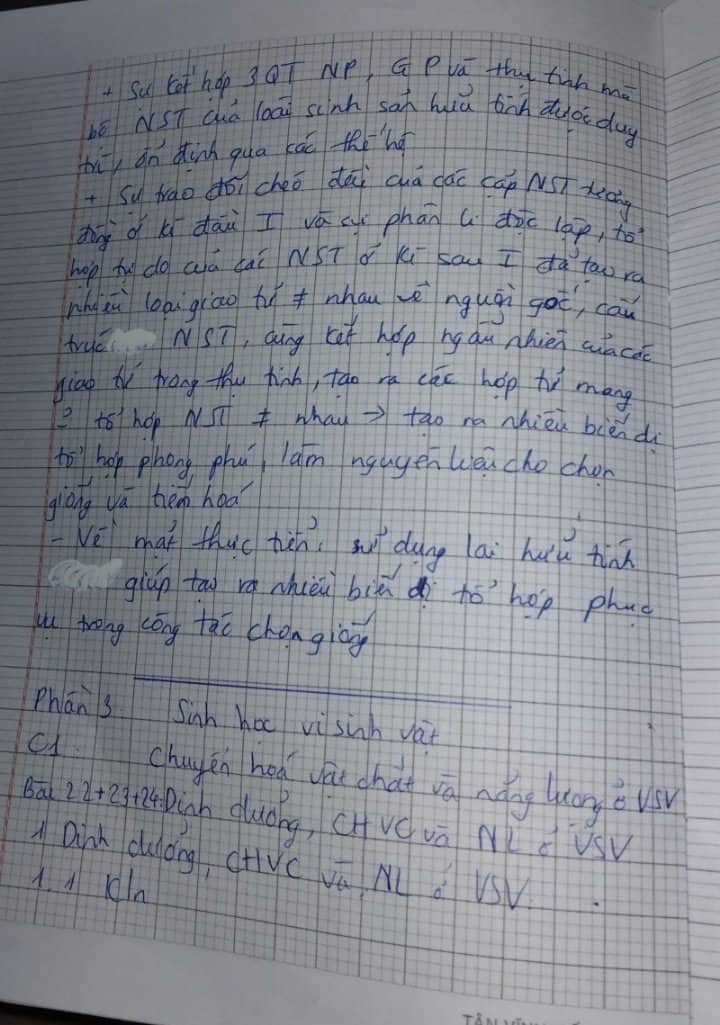 + Sự kết hợp 3 QT NP, GP và thụ tinh mà
bộ NST của loài sinh sản hữu tính được duy
trì, ổn định qua các thế hệ
+ Sự trao đổi chéo đều của các cặp NST tương
đồng ở kì đầu I và sự phân li độc lập, tổ
hợp tự do của các NST ở kì sau I đã tạo ra
nhiều loại giao tử ≠ nhau về nguồn gốc, cấu
trúc NST, cùng kết hợp ngẫu nhiên của các
giao tử trong thụ tinh, tạo ra các hợp tử mang
tổ hợp NST ≠ nhau → tạo ra nhiều biến dị
tổ hợp phong phú, làm nguyên liệu cho chọn
giống và tiến hoá
- Về mặt thực tiễn: sử dụng lai hữu tính
giúp tạo ra nhiều biến dị tổ hợp phục
vụ trong công tác chọn giống
Phần 3. Sinh học vi sinh vật
C1. Chuyển hoá vật chất và năng lượng ở VSV
Bài 22+23+24: Dinh dưỡng, CHVC và NL ở VSV
1 Dinh dưỡng, CHVC và NL ở VSV.
1.1 K/n